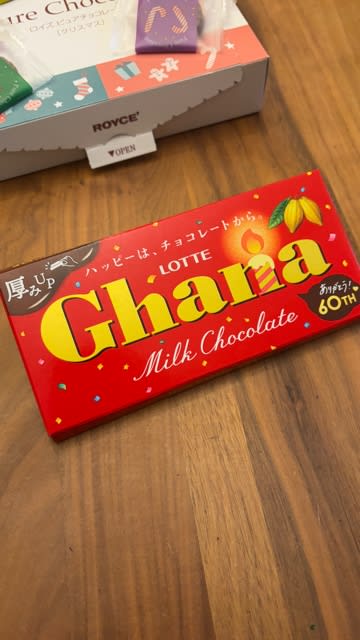 ure Choc
ロイズ ピュアチョコレ
[クリスマス]
ROYCE'
▼OPEN
厚みUP
ハッピーは、チョコレートから。
LOTTE
Ghana
Milk Chocolate
ありがとう!
60TH